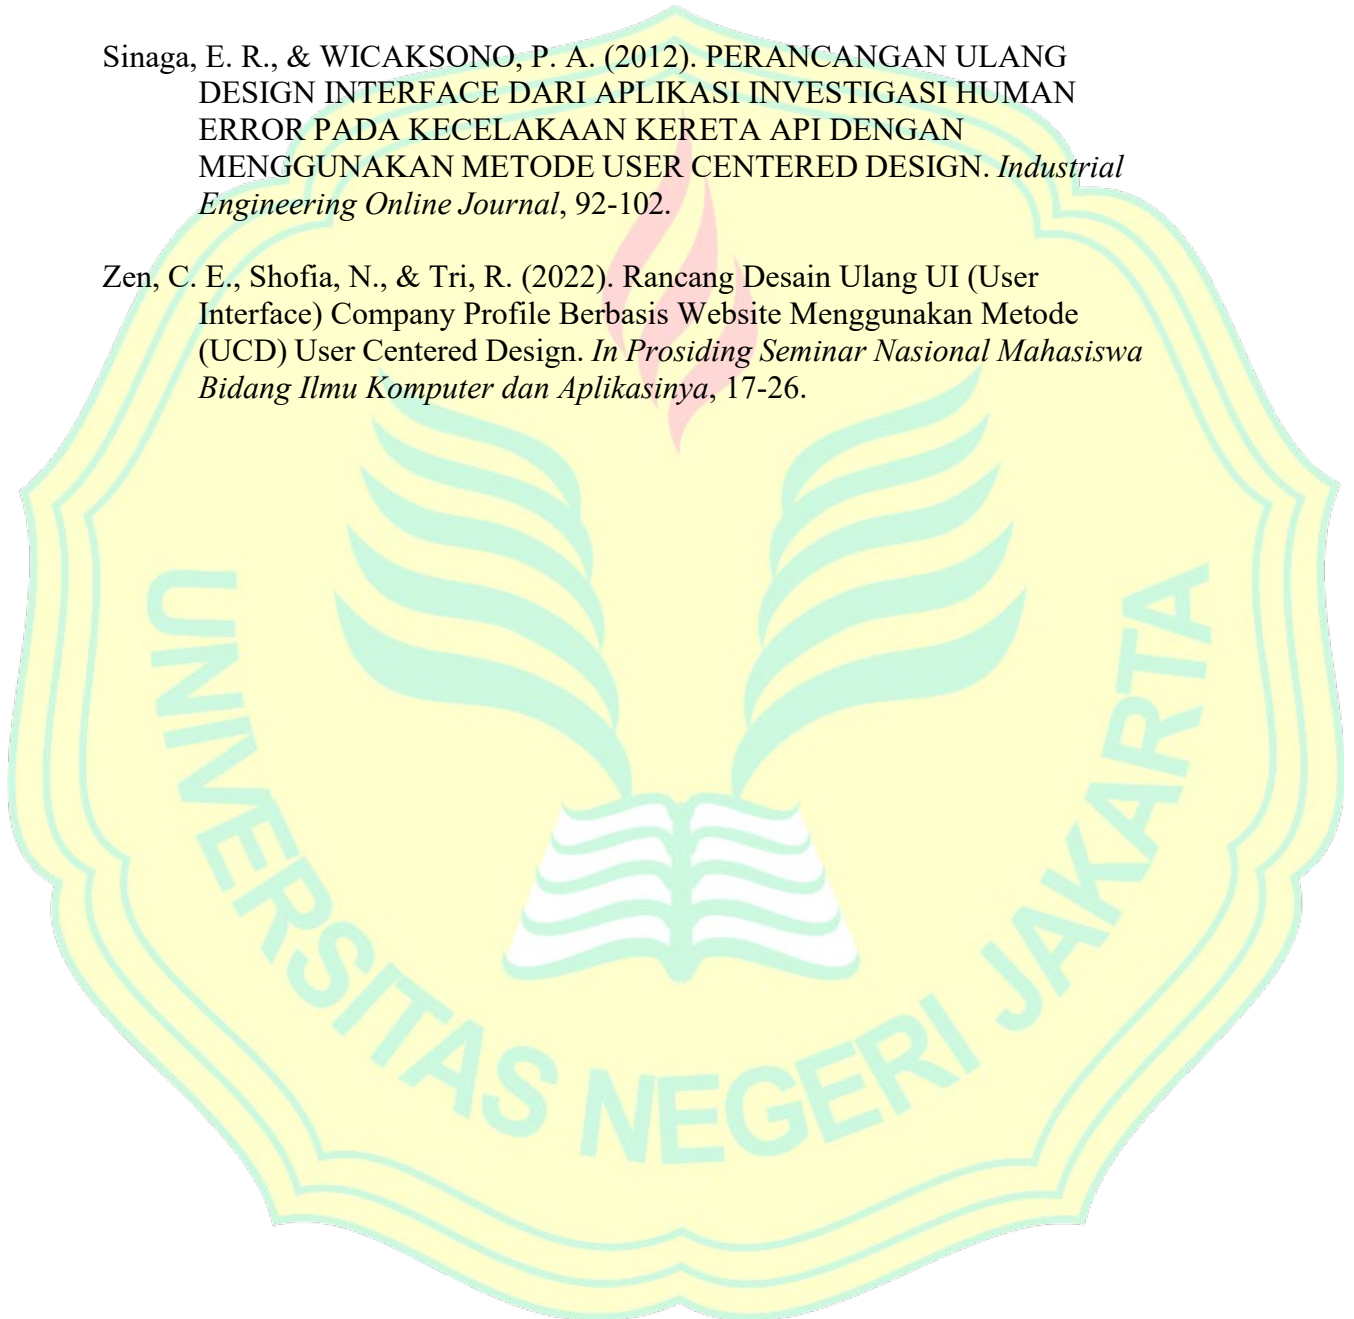 Sinaga, E. R., & WICAKSONO, P. A. (2012). PERANCANGAN ULANG
DESIGN INTERFACE DARI APLIKASI INVESTIGASI HUMAN
ERROR PADA KECELAKAAN KERETA API DENGAN
MENGGUNAKAN METODE USER CENTERED DESIGN. Industrial
Engineering Online Journal, 92-102.
Zen, C. E., Shofia, N., & Tri, R. (2022). Rancang Desain Ulang UI (User
Interface) Company Profile Berbasis Website Menggunakan Metode
(UCD) User Centered Design. In Prosiding Seminar Nasional Mahasiswa
Bidang Ilmu Komputer dan Aplikasinya, 17-26.
UNIVERSITAS NEGERI JAKARTA